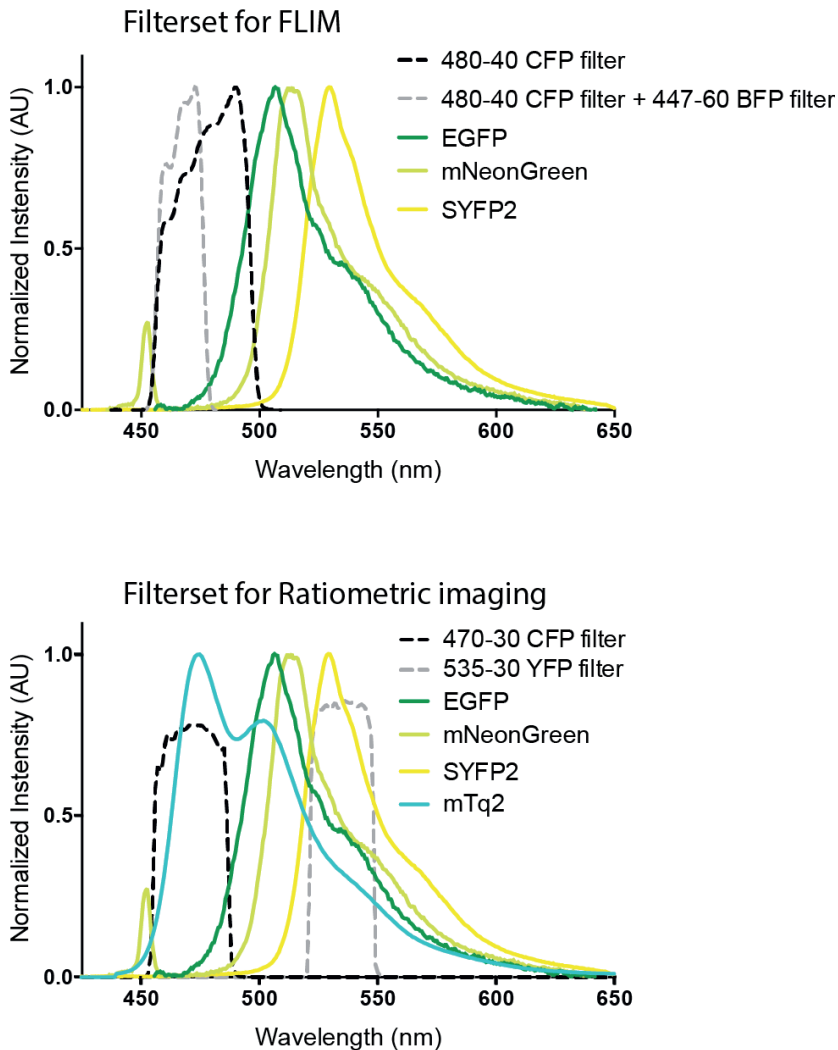 Filterset for FLIM
Normalized Instensity (AU)
1.0
0.5
0.0
480-40 CFP filter
480-40 CFP filter + 447-60 BFP filter
EGFP
mNeonGreen
SYFP2
450 500 550 600 650
Wavelength (nm)
Filterset for Ratiometric imaging
Normalized Instensity (AU)
1.0
0.5
0.0
470-30 CFP filter
535-30 YFP filter
EGFP
mNeonGreen
SYFP2
mTq2
450 500 550 600 650
Wavelength (nm)